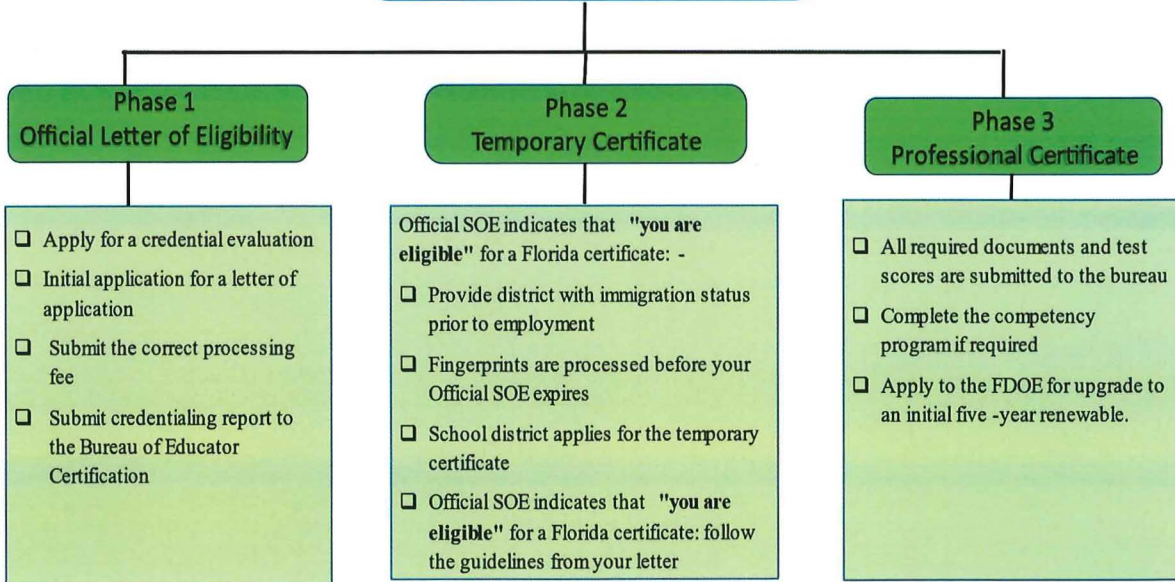 Phase 1
Official Letter of Eligibility
❑ Apply for a credential evaluation
❑ Initial application for a letter of
application
❑ Submit the correct processing
fee
❑ Submit credentialing report to
the Bureau of Educator
Certification
Phase 2
Temporary Certificate
Official SOE indicates that "you are
eligible" for a Florida certificate: -
❑ Provide district with immigration status
prior to employment
❑ Fingerprints are processed before your
Official SOE expires
❑ School district applies for the temporary
certificate
❑ Official SOE indicates that "you are
eligible" for a Florida certificate: follow
the guidelines from your letter
Phase 3
Professional Certificate
❑ All required documents and test
scores are submitted to the bureau
❑ Complete the competency
program if required
❑ Apply to the FDOE for upgrade to
an initial five -year renewable.